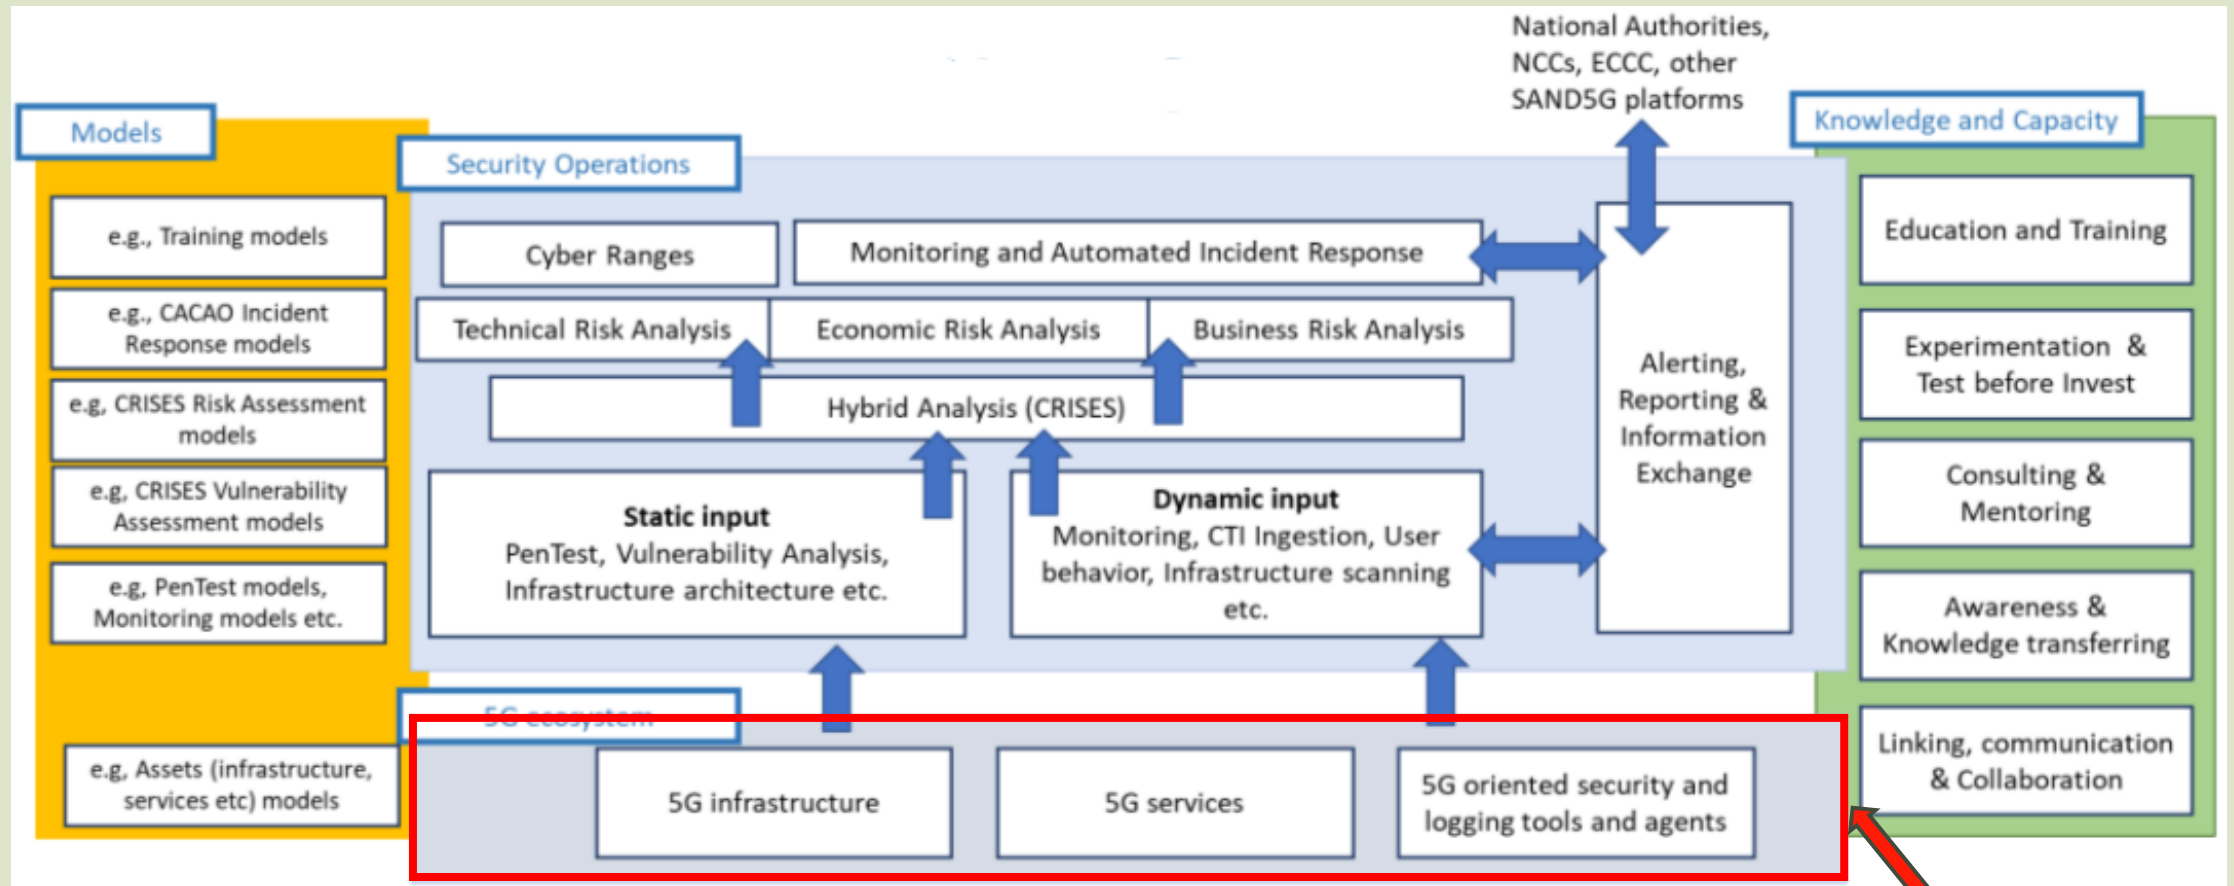 National Authorities,
NCCs, ECCC, other
SAND5G platforms
Models
Security Operations
Knowledge and Capacity
e.g., Training models
e.g., CACAO Incident
Response models
e.g, CRISES Risk Assessment
models
e.g, CRISES Vulnerability
Assessment models
e.g, PenTest models,
Monitoring models etc.
e.g, Assets (infrastructure,
services etc) models
Cyber Ranges
Monitoring and Automated Incident Response
Technical Risk Analysis
Economic Risk Analysis
Business Risk Analysis
Hybrid Analysis (CRISES)
Static input
PenTest, Vulnerability Analysis,
Infrastructure architecture etc.
Dynamic input
Monitoring, CTI Ingestion, User
behavior, Infrastructure scanning
etc.
Alerting,
Reporting &
Information
Exchange
5G ecosystem
5G infrastructure
5G services
5G oriented security and
logging tools and agents
Education and Training
Experimentation &
Test before Invest
Consulting &
Mentoring
Awareness &
Knowledge transferring
Linking, communication
& Collaboration